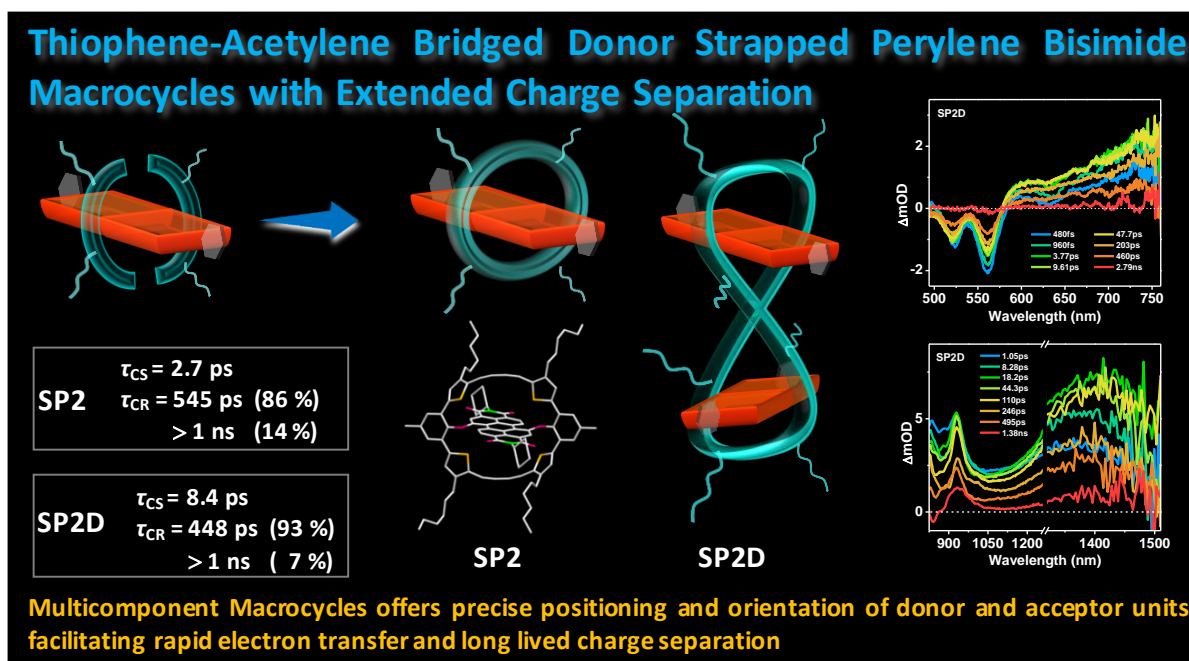 Thiophene-Acetylene Bridged Donor Strapped Perylene Bisimide
Macrocycles with Extended Charge Separation
SP2
τCS = 2.7 ps
τCR = 545 ps (86 %)
> 1 ns (14 %)
SP2D
τCS = 8.4 ps
τCR = 448 ps (93 %)
> 1 ns ( 7 %)
SP2
SP2D
SP2D
ΔmOD
2
0
-2
480fs 47.7ps
960fs 203ps
3.77ps 460ps
9.61ps 2.79ns
500 550 600 650 700 750
Wavelength (nm)
SP2D
ΔmOD
5
0
1.05ps
8.28ps
18.2ps
44.3ps
110ps
246ps
495ps
1.38ns
900 1050 1200 1400 1500
Wavelength (nm)
Multicomponent Macrocycles offers precise positioning and orientation of donor and acceptor units
facilitating rapid electron transfer and long lived charge separation